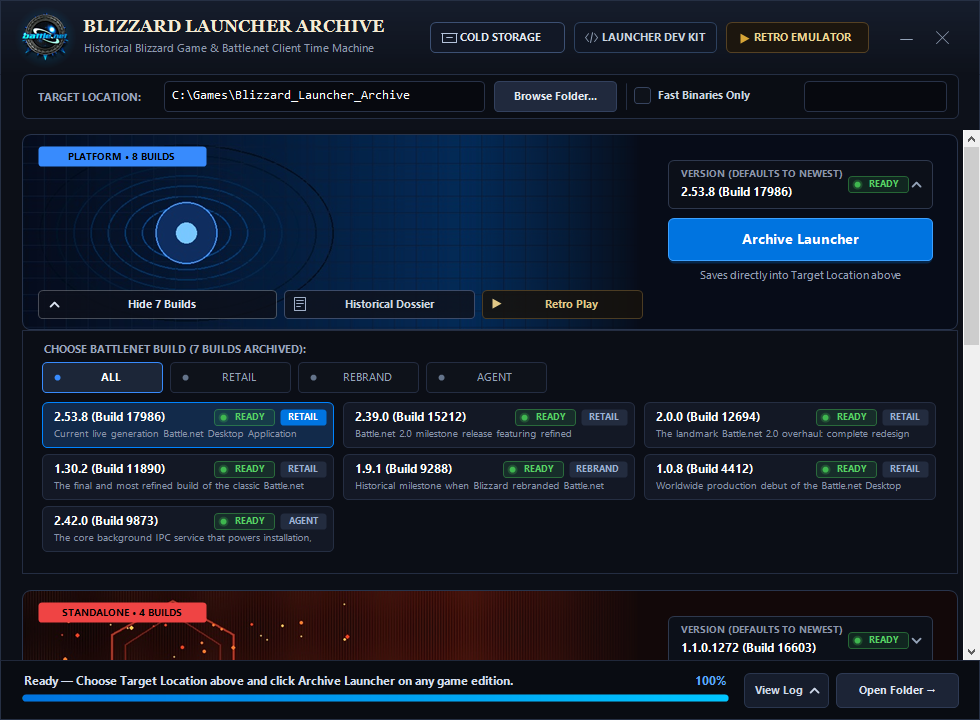 battle.net
BLIZZARD LAUNCHER ARCHIVE
Historical Blizzard Game & Battle.net Client Time Machine
COLD STORAGE
</> LAUNCHER DEV KIT
RETRO EMULATOR
TARGET LOCATION:
C:\Games\Blizzard_Launcher_Archive
Browse Folder...
Fast Binaries Only
PLATFORM • 8 BUILDS
VERSION (DEFAULTS TO NEWEST)
2.53.8 (Build 17986)
READY
Archive Launcher
Saves directly into Target Location above
Hide 7 Builds
Historical Dossier
Retro Play
CHOOSE BATTLENET BUILD (7 BUILDS ARCHIVED):
ALL
RETAIL
REBRAND
AGENT
2.53.8 (Build 17986) READY RETAIL
Current live generation Battle.net Desktop Application
2.39.0 (Build 15212) READY RETAIL
Battle.net 2.0 milestone release featuring refined
2.0.0 (Build 12694) READY RETAIL
The landmark Battle.net 2.0 overhaul: complete redesign
1.30.2 (Build 11890) READY RETAIL
The final and most refined build of the classic Battle.net
1.9.1 (Build 9288) READY REBRAND
Historical milestone when Blizzard rebranded Battle.net
1.0.8 (Build 4412) READY RETAIL
Worldwide production debut of the Battle.net Desktop
2.42.0 (Build 9873) READY AGENT
The core background IPC service that powers installation,
STANDALONE • 4 BUILDS
VERSION (DEFAULTS TO NEWEST)
1.1.0.1272 (Build 16603)
READY
Ready — Choose Target Location above and click Archive Launcher on any game edition.
100%
View Log
Open Folder →